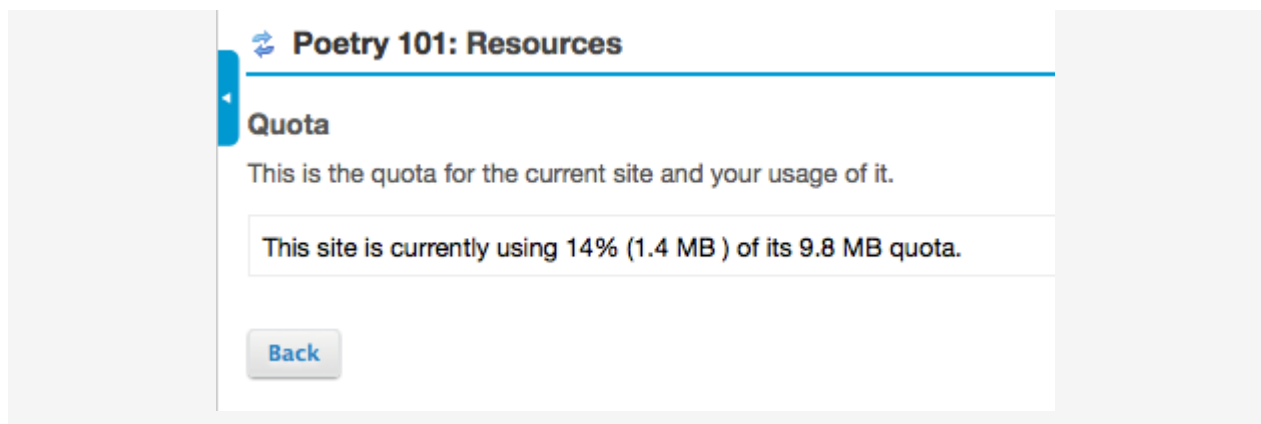 Poetry 101: Resources
Quota
This is the quota for the current site and your usage of it.
This site is currently using 14% (1.4 MB ) of its 9.8 MB quota.
Back